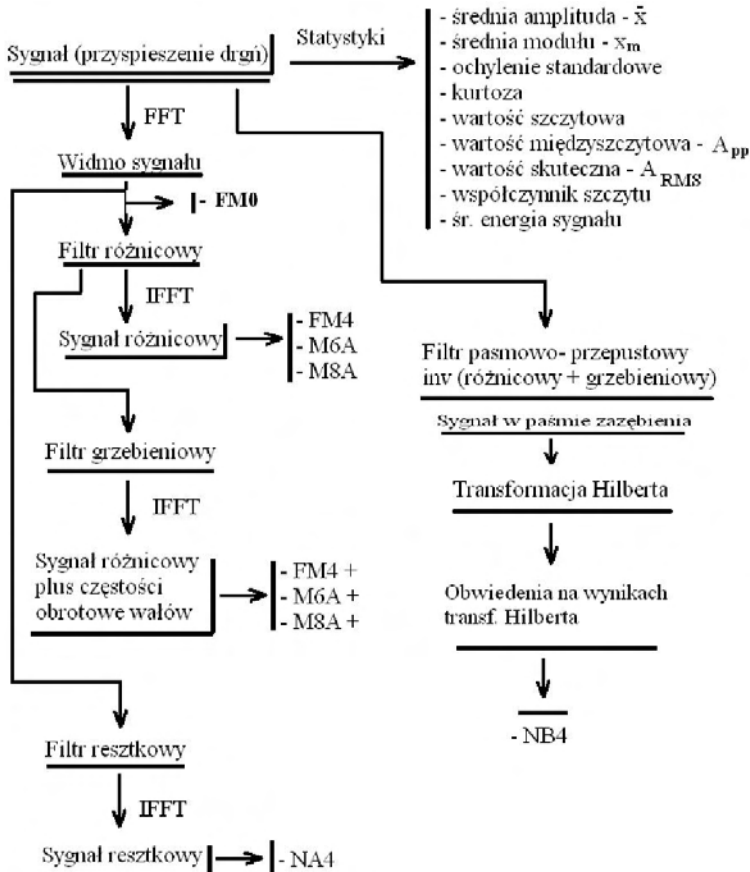 Sygnał (przyspieszenie drgń)
Statystyki
- średnia amplituda - x̄
- średnia modułu - xₘ
- ochylenie standardowe
- kurtoza
- wartość szczytowa
- wartość międzyszczytowa - A pp
- wartość skuteczna - A RMS
- współczynnik szczytu
- śr. energia sygnału
FFT
Widmo sygnału
- FM0
Filtr różnicowy
IFFT
Sygnał różnicowy
- FM4
- M6A
- M8A
Filtr grzebieniowy
IFFT
Sygnał różnicowy
plus częstości
obrotowe wałów
- FM4 +
- M6A +
- M8A +
Filtr resztkowy
IFFT
Sygnał resztkowy
- NA4
Filtr pasmowo- przepustowy
inv (różnicowy + grzebieniowy)
Sygnał w paśmie zazębienia
Transformacja Hilberta
Obwiedenia na wynikach
transf. Hilberta
- NB4